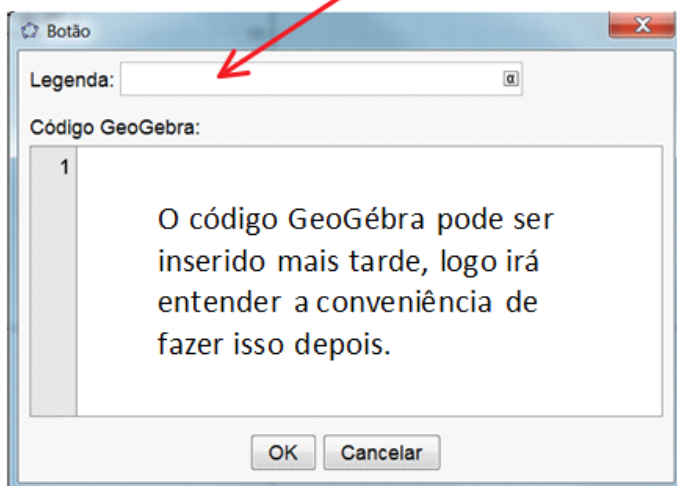 Botão
Legenda:
α
Código GeoGebra:
1
O código GeoGébra pode ser
inserido mais tarde, logo irá
entender a conveniência de
fazer isso depois.
OK Cancelar